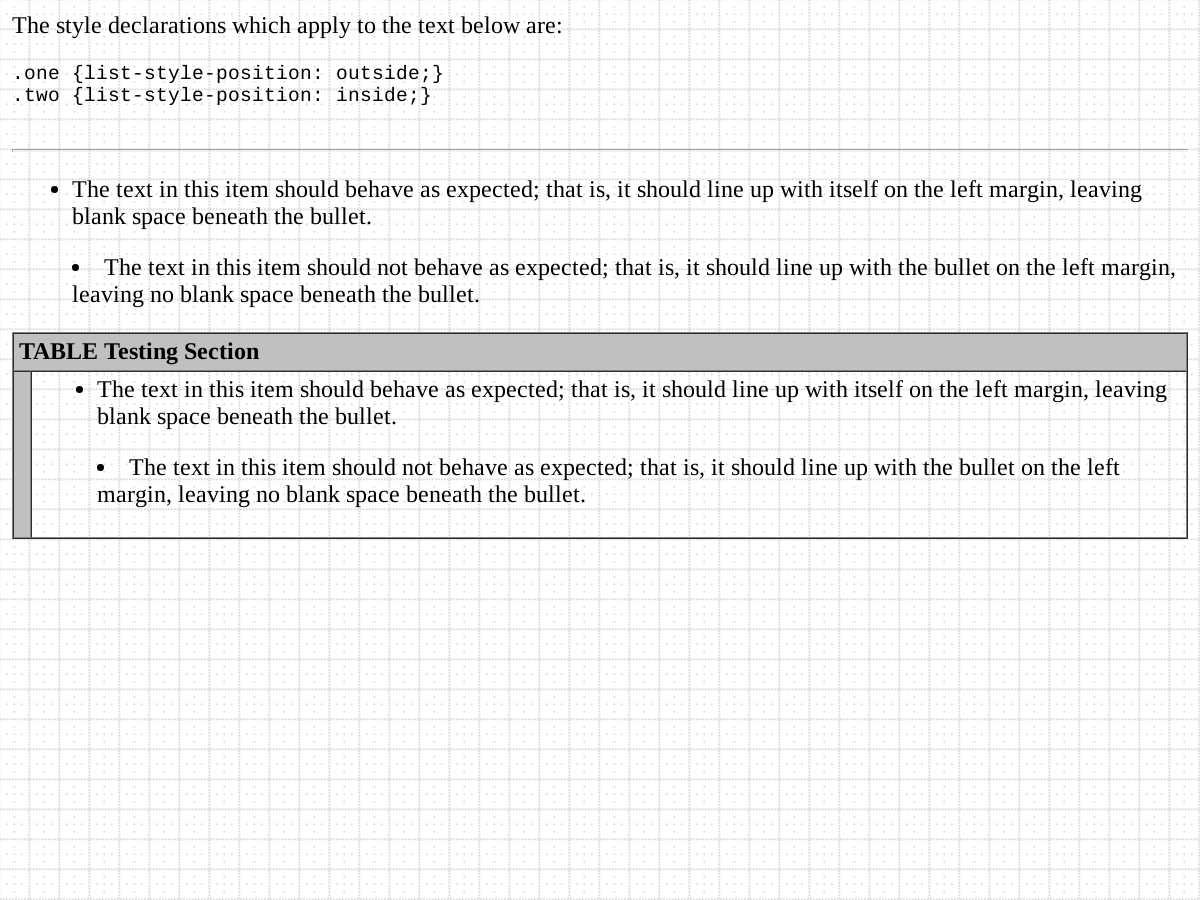 The style declarations which apply to the text below are:
.one {list-style-position: outside;}
.two {list-style-position: inside;}
• The text in this item should behave as expected; that is, it should line up with itself on the left margin, leaving
blank space beneath the bullet.
• The text in this item should not behave as expected; that is, it should line up with the bullet on the left margin,
leaving no blank space beneath the bullet.
TABLE Testing Section
• The text in this item should behave as expected; that is, it should line up with itself on the left margin, leaving
blank space beneath the bullet.
• The text in this item should not behave as expected; that is, it should line up with the bullet on the left
margin, leaving no blank space beneath the bullet.